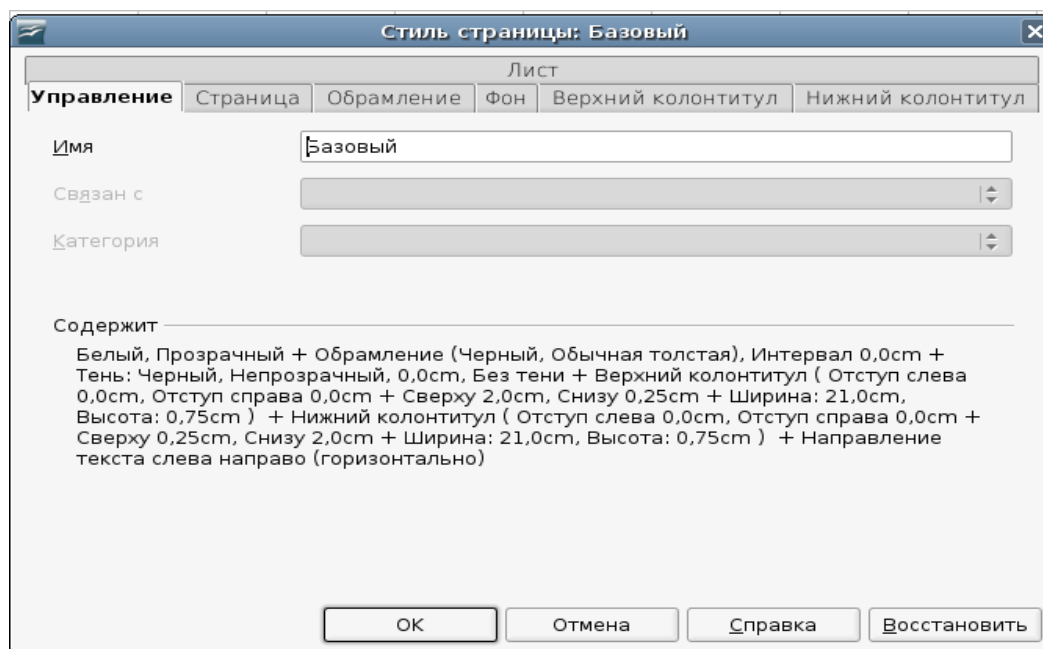 Стиль страницы: Базовый
Лист
Управление Страница Обрамление Фон Верхний колонтитул Нижний колонтитул
Имя Базовый
Связан с
Категория
Содержит
Белый, Прозрачный + Обрамление (Черный, Обычная толстая), Интервал 0,0cm +
Тень: Черный, Непрозрачный, 0,0cm, Без тени + Верхний колонтитул ( Отступ слева
0,0cm, Отступ справа 0,0cm + Сверху 2,0cm, Снизу 0,25cm + Ширина: 21,0cm,
Высота: 0,75cm ) + Нижний колонтитул ( Отступ слева 0,0cm, Отступ справа 0,0cm +
Сверху 0,25cm, Снизу 2,0cm + Ширина: 21,0cm, Высота: 0,75cm ) + Направление
текста слева направо (горизонтально)
OK Отмена Справка Восстановить